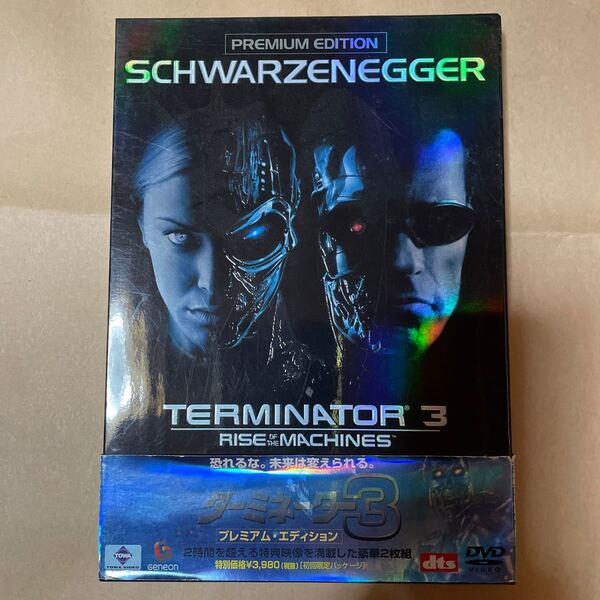 PREMIUM EDITION
SCHWARZENEGGER
TERMINATOR® 3
RISE OF THE MACHINES™
恐れるな。未来は変えられる。
ターミネーター3
プレミアム・エディション
2時間を超える特典映像を満載した豪華2枚組
特別価格¥3,980(税抜)[初回限定パッケージ]
TOWA
TOWA VIDEO
Geneon
dts
DVD
VIDEO